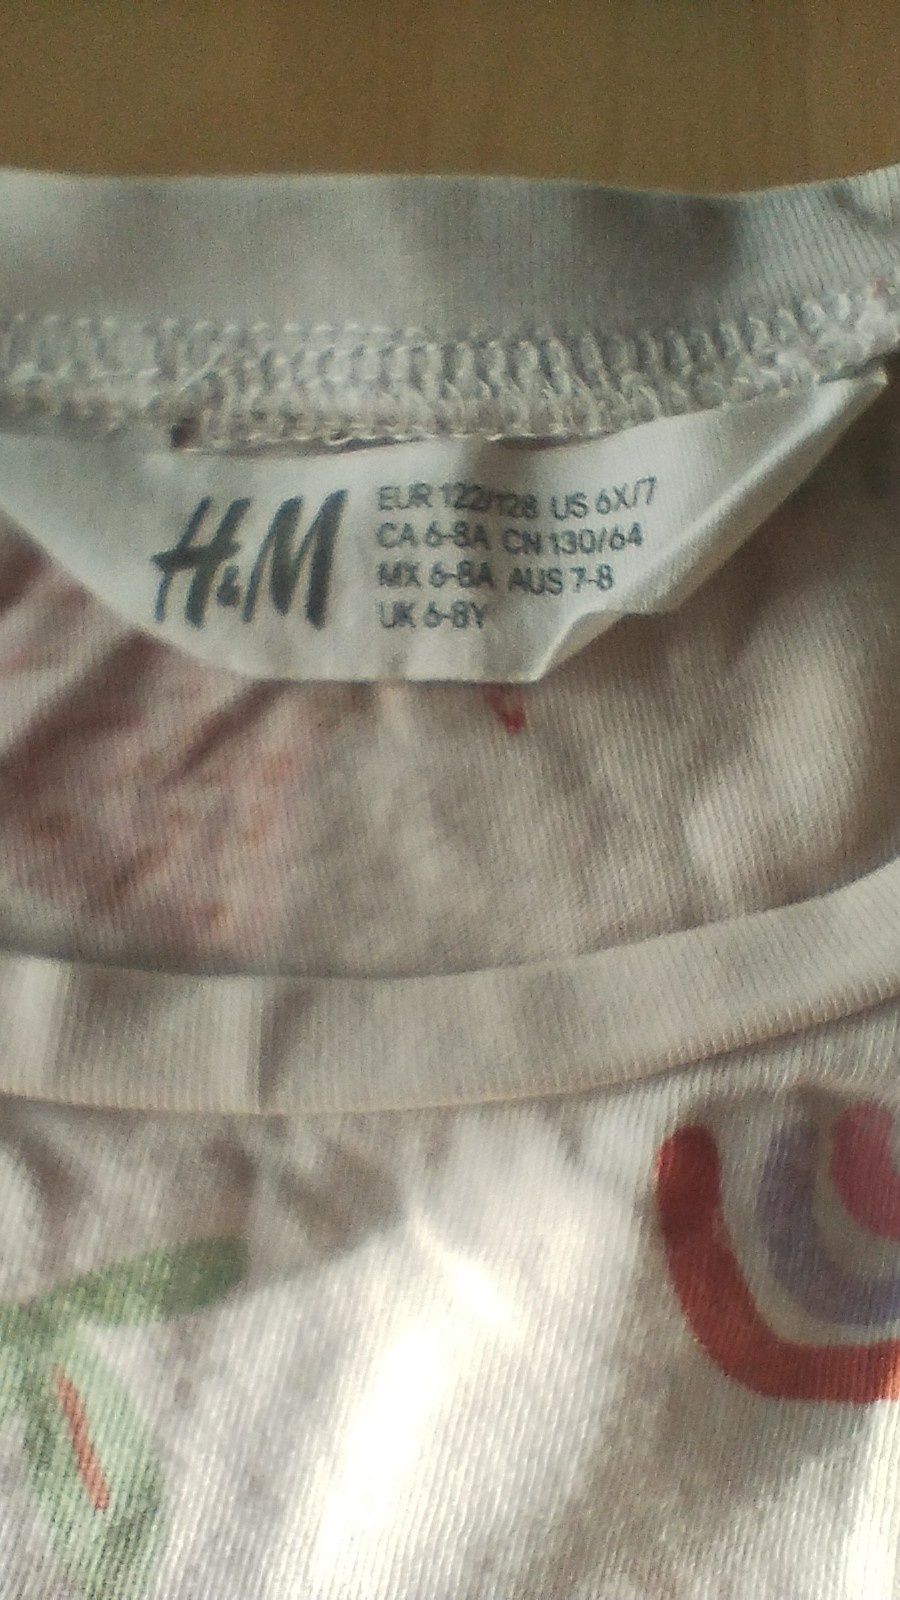 H&M
EUR 122/128 US 6X/7
CA 6-8A CN 130/64
MX 6-8A AUS 7-8
UK 6-8Y